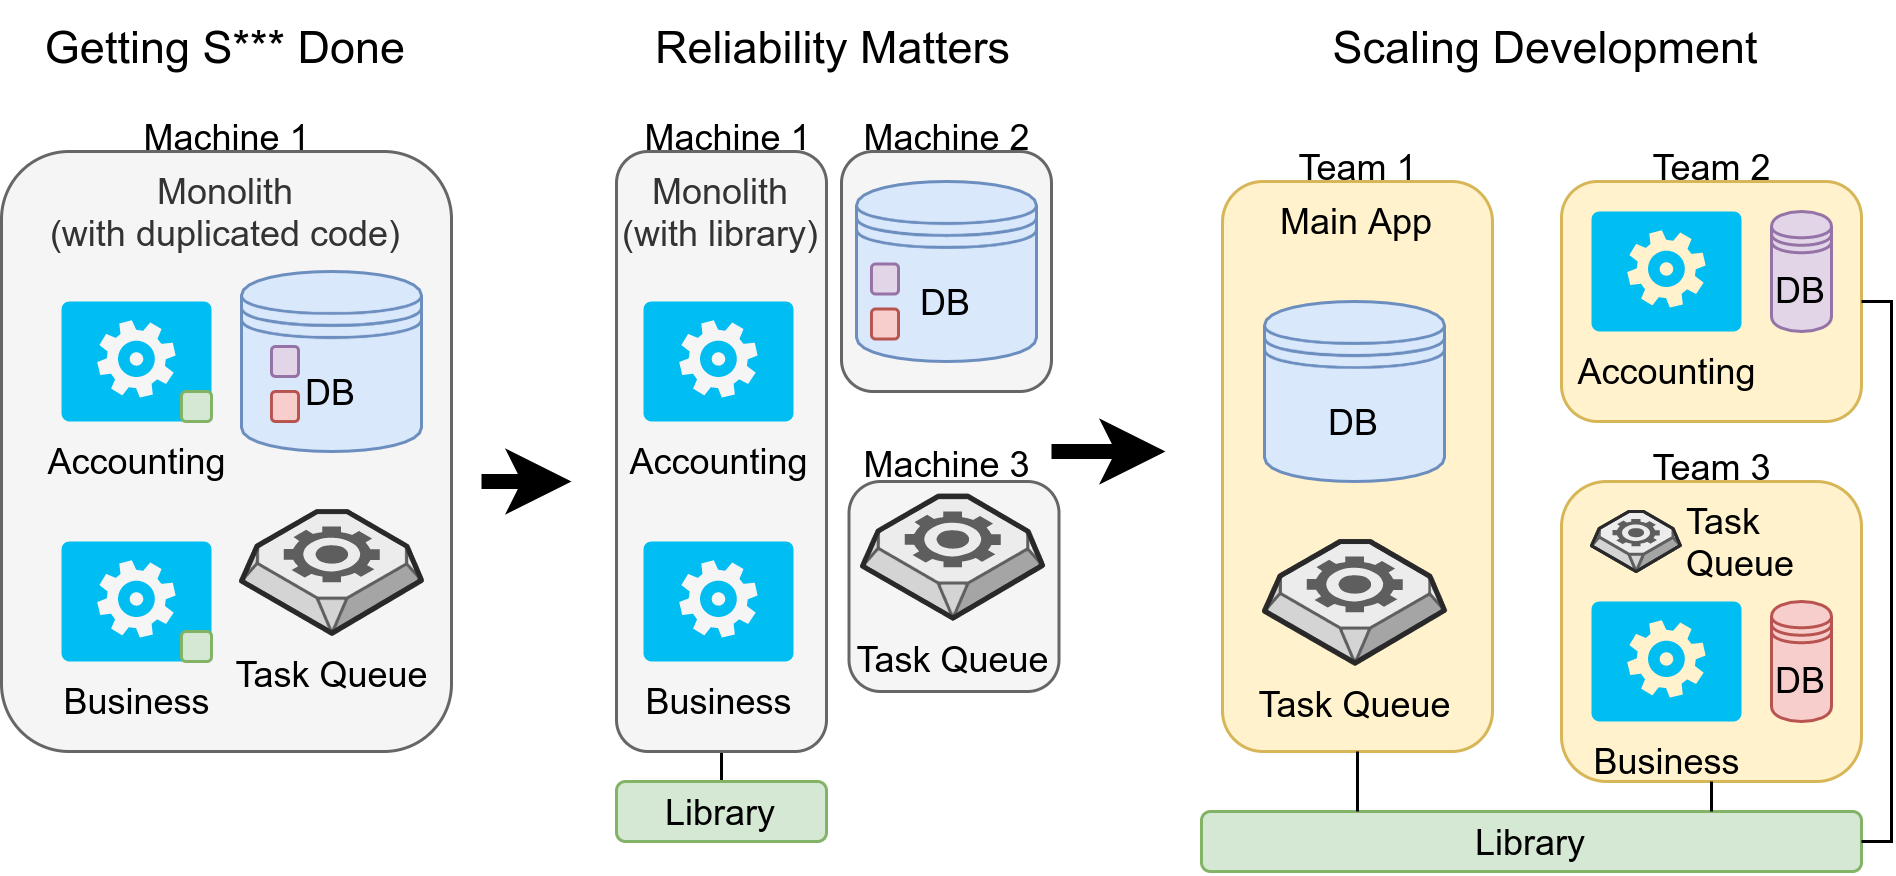 Getting S*** Done
Machine 1
Monolith
(with duplicated code)
DB
Accounting
Task Queue
Business
Reliability Matters
Machine 1
Monolith
(with library)
Accounting
Business
Library
Machine 2
DB
Machine 3
Task Queue
Scaling Development
Team 1
Main App
DB
Task Queue
Team 2
DB
Accounting
Team 3
Task
Queue
DB
Business
Library